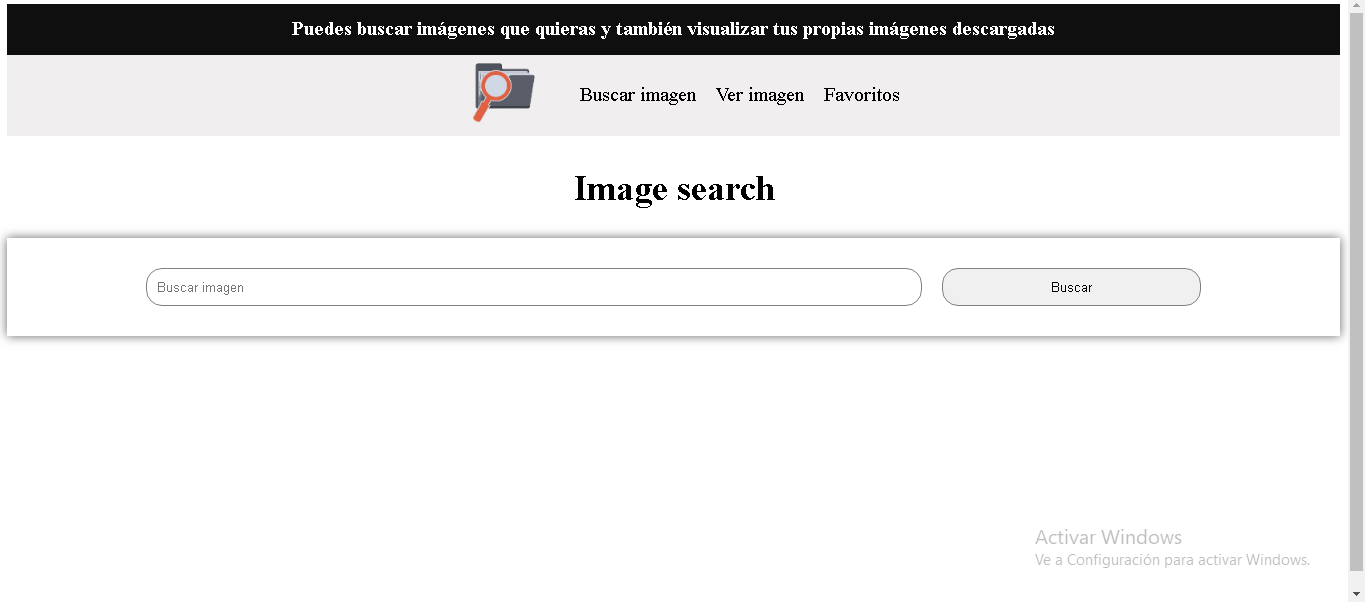 Puedes buscar imágenes que quieras y también visualizar tus propias imágenes descargadas
Buscar imagen Ver imagen Favoritos
Image search
Buscar imagen Buscar
Activar Windows
Ve a Configuración para activar Windows.